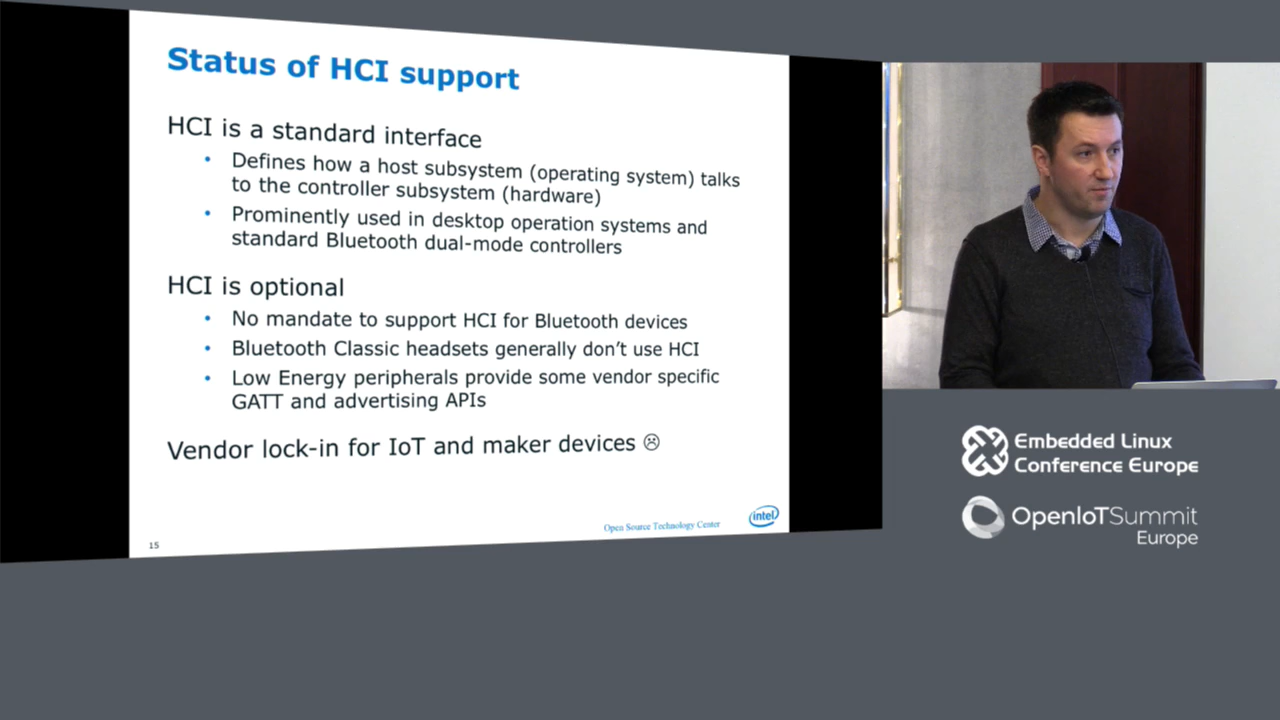 Status of HCI support
HCI is a standard interface
• Defines how a host subsystem (operating system) talks
to the controller subsystem (hardware)
• Prominently used in desktop operation systems and
standard Bluetooth dual-mode controllers
HCI is optional
• No mandate to support HCI for Bluetooth devices
• Bluetooth Classic headsets generally don't use HCI
• Low Energy peripherals provide some vendor specific
GATT and advertising APIs
Vendor lock-in for IoT and maker devices ☹
Open Source Technology Center
intel
15
Embedded Linux
Conference Europe
OpenIoTSummit
Europe